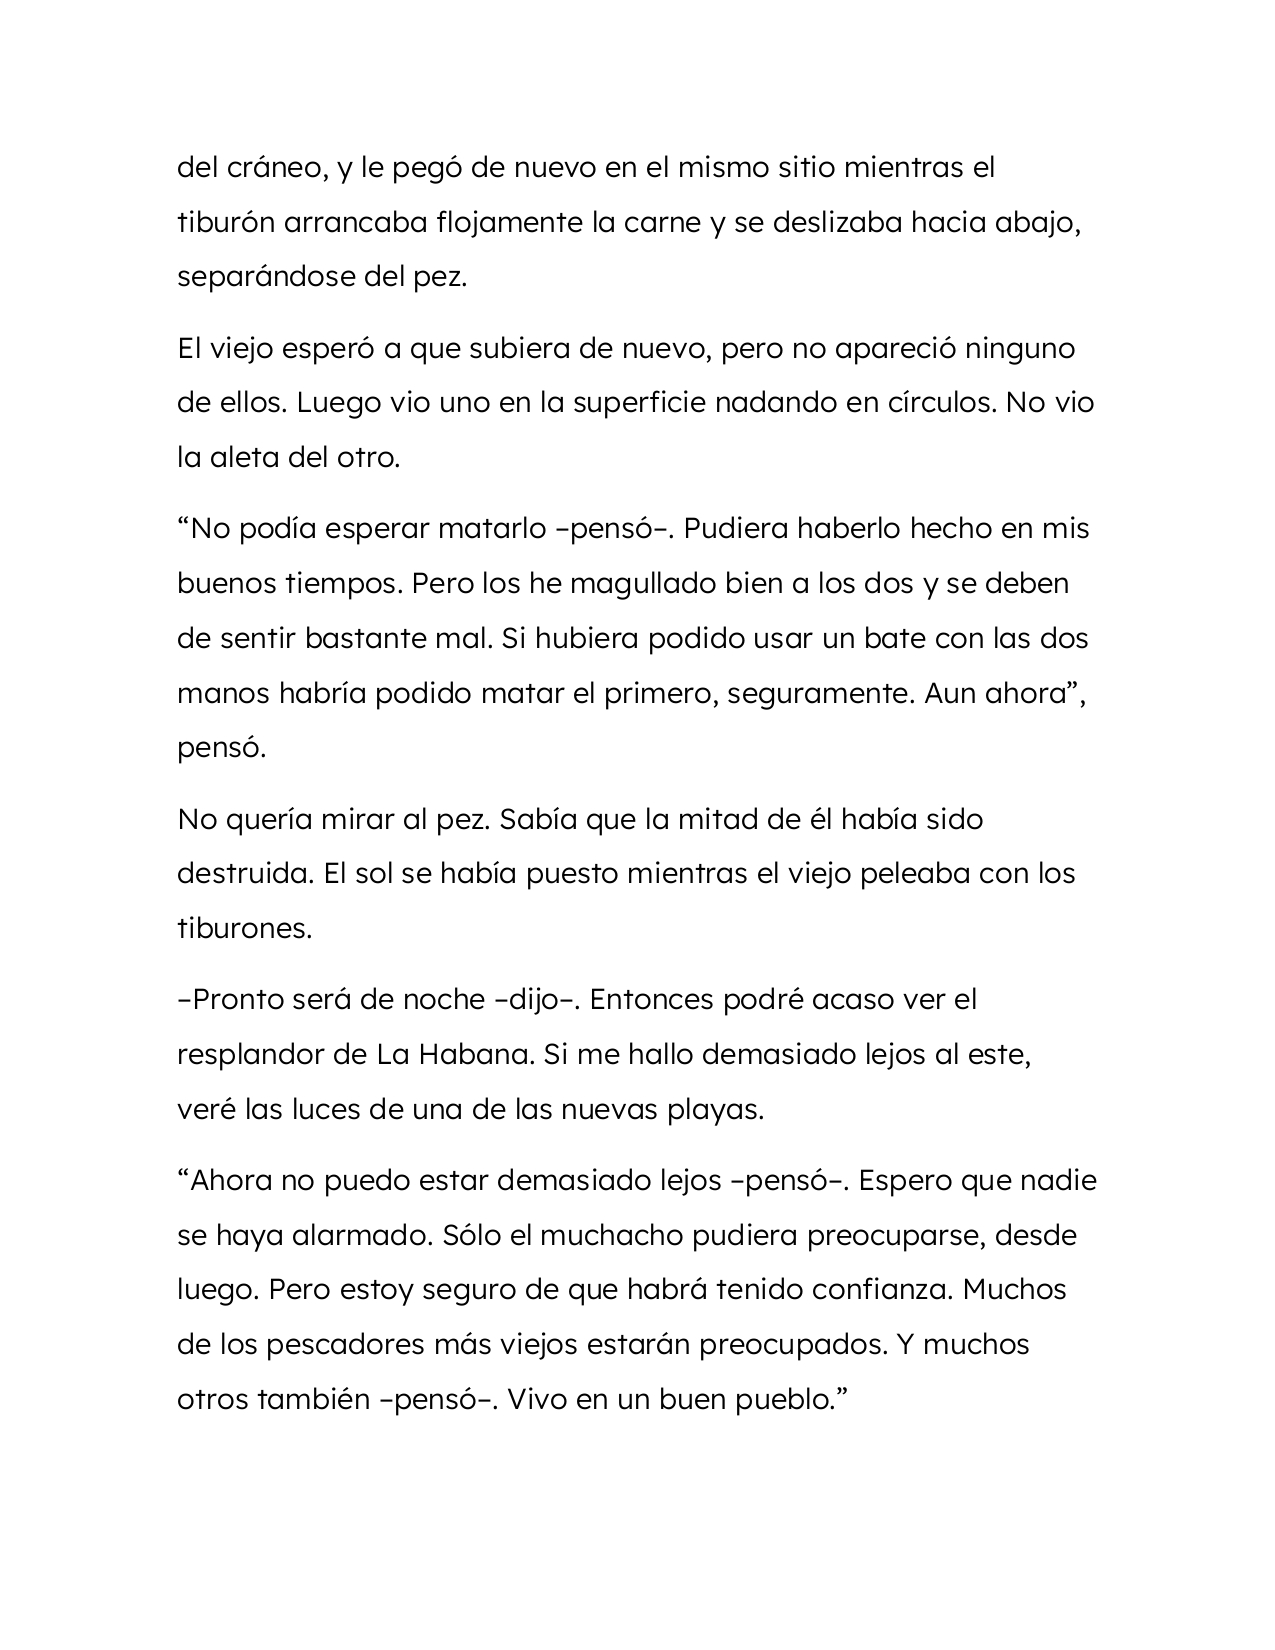 del cráneo, y le pegó de nuevo en el mismo sitio mientras el
tiburón arrancaba flojamente la carne y se deslizaba hacia abajo,
separándose del pez.
El viejo esperó a que subiera de nuevo, pero no apareció ninguno
de ellos. Luego vio uno en la superficie nadando en círculos. No vio
la aleta del otro.
“No podía esperar matarlo –pensó–. Pudiera haberlo hecho en mis
buenos tiempos. Pero los he magullado bien a los dos y se deben
de sentir bastante mal. Si hubiera podido usar un bate con las dos
manos habría podido matar el primero, seguramente. Aun ahora”,
pensó.
No quería mirar al pez. Sabía que la mitad de él había sido
destruida. El sol se había puesto mientras el viejo peleaba con los
tiburones.
–Pronto será de noche –dijo–. Entonces podré acaso ver el
resplandor de La Habana. Si me hallo demasiado lejos al este,
veré las luces de una de las nuevas playas.
“Ahora no puedo estar demasiado lejos –pensó–. Espero que nadie
se haya alarmado. Sólo el muchacho pudiera preocuparse, desde
luego. Pero estoy seguro de que habrá tenido confianza. Muchos
de los pescadores más viejos estarán preocupados. Y muchos
otros también –pensó–. Vivo en un buen pueblo.”